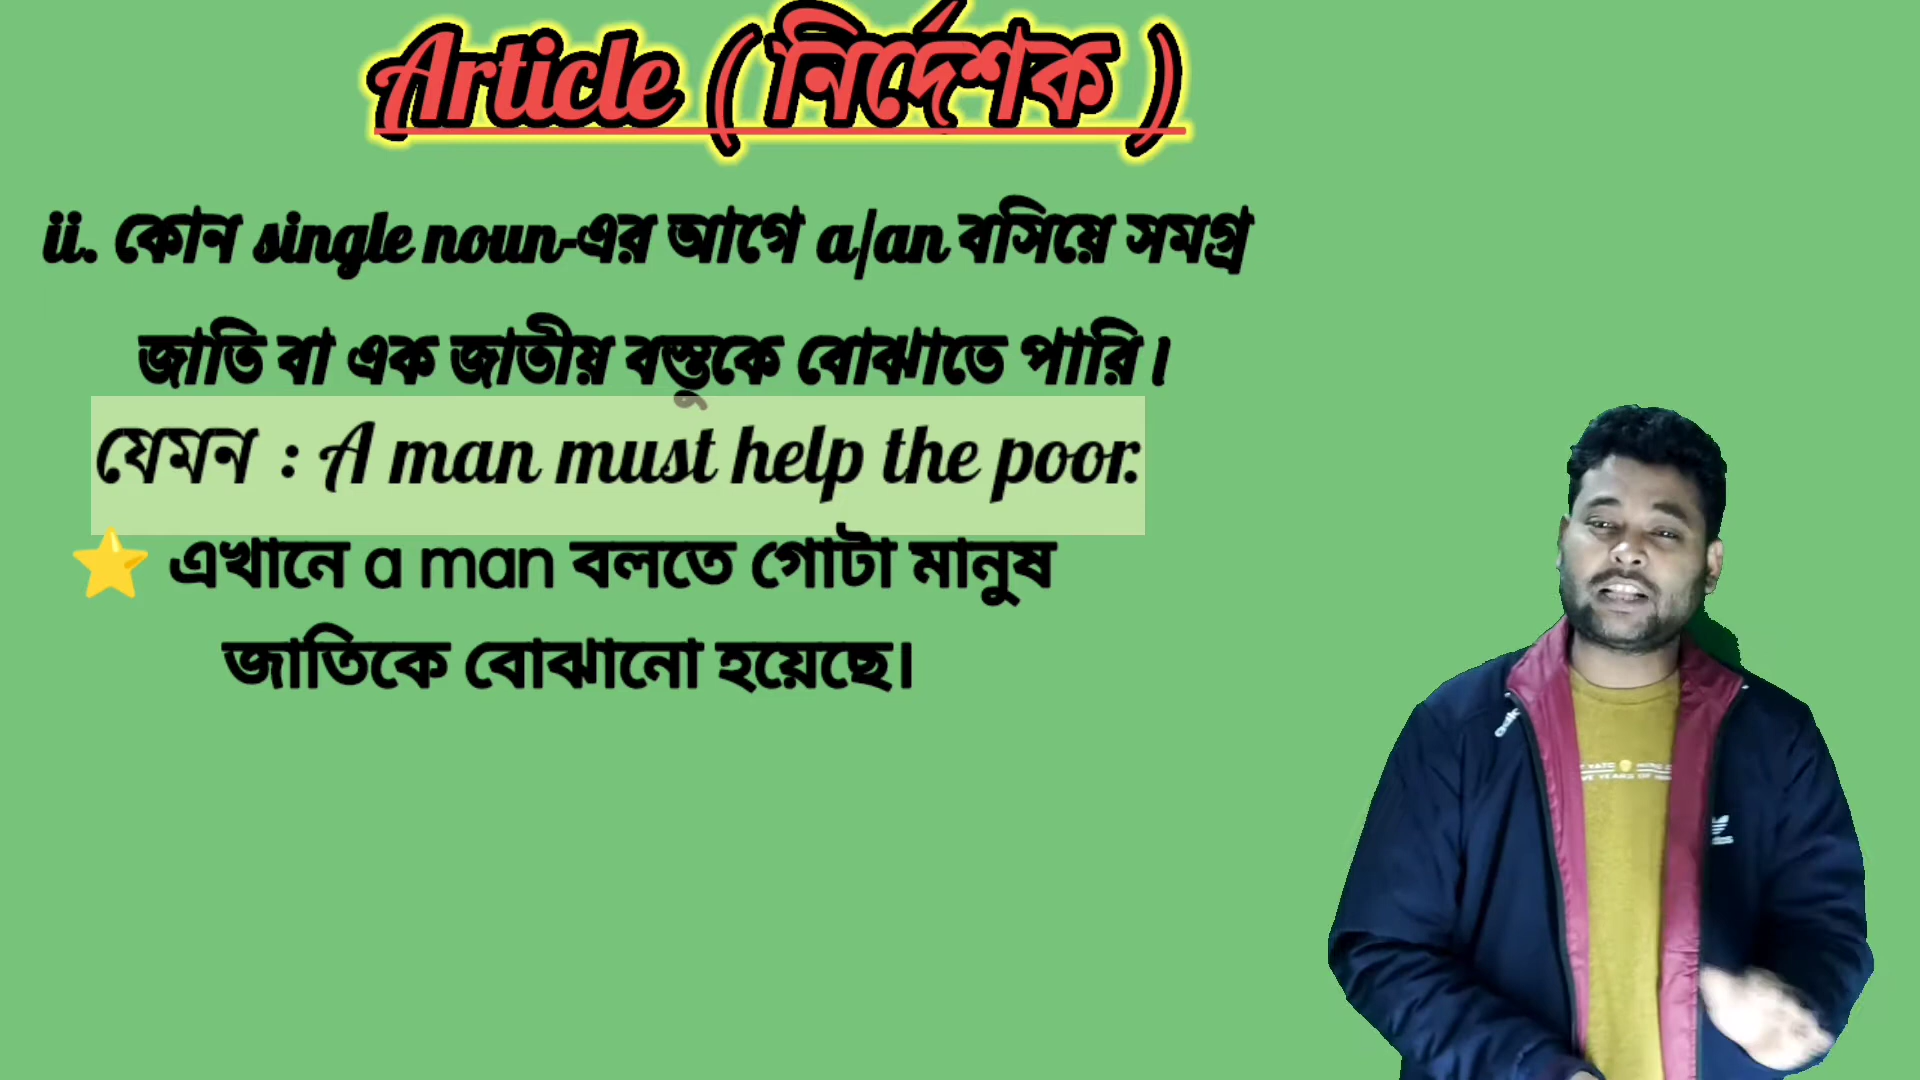 Article ( নির্দেশক )
ii. কোন single noun-এর আগে a/an বসিয়ে সমগ্র
জাতি বা এক জাতীয় বস্তুকে বোঝাতে পারি।
যেমন : A man must help the poor.
⭐ এখানে a man বলতে গোটা মানুষ
জাতিকে বোঝানো হয়েছে।